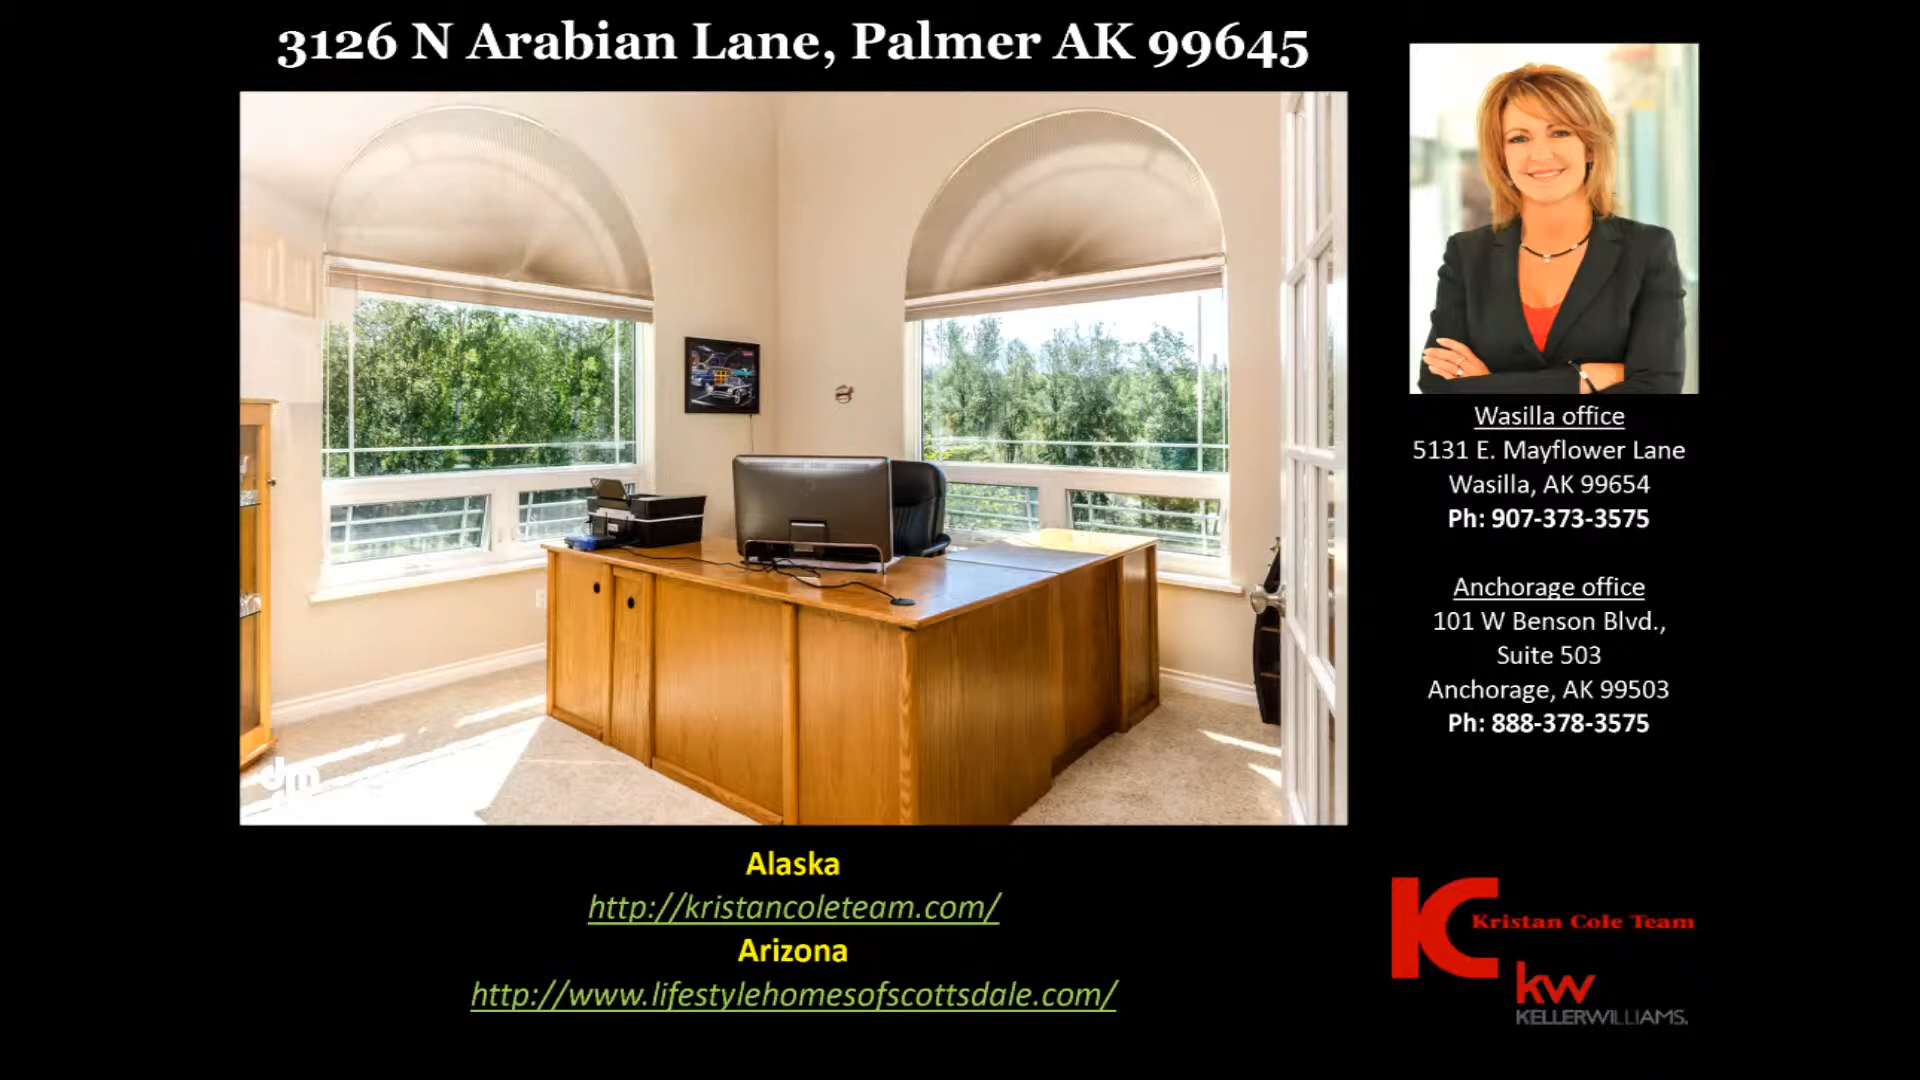 3126 N Arabian Lane, Palmer AK 99645
Wasilla office
5131 E. Mayflower Lane
Wasilla, AK 99654
Ph: 907-373-3575
Anchorage office
101 W Benson Blvd.,
Suite 503
Anchorage, AK 99503
Ph: 888-378-3575
Alaska
http://kristancoleteam.com/
Arizona
http://www.lifestylehomesofscottsdale.com/
KC Kristan Cole Team
kw
KELLERWILLIAMS.